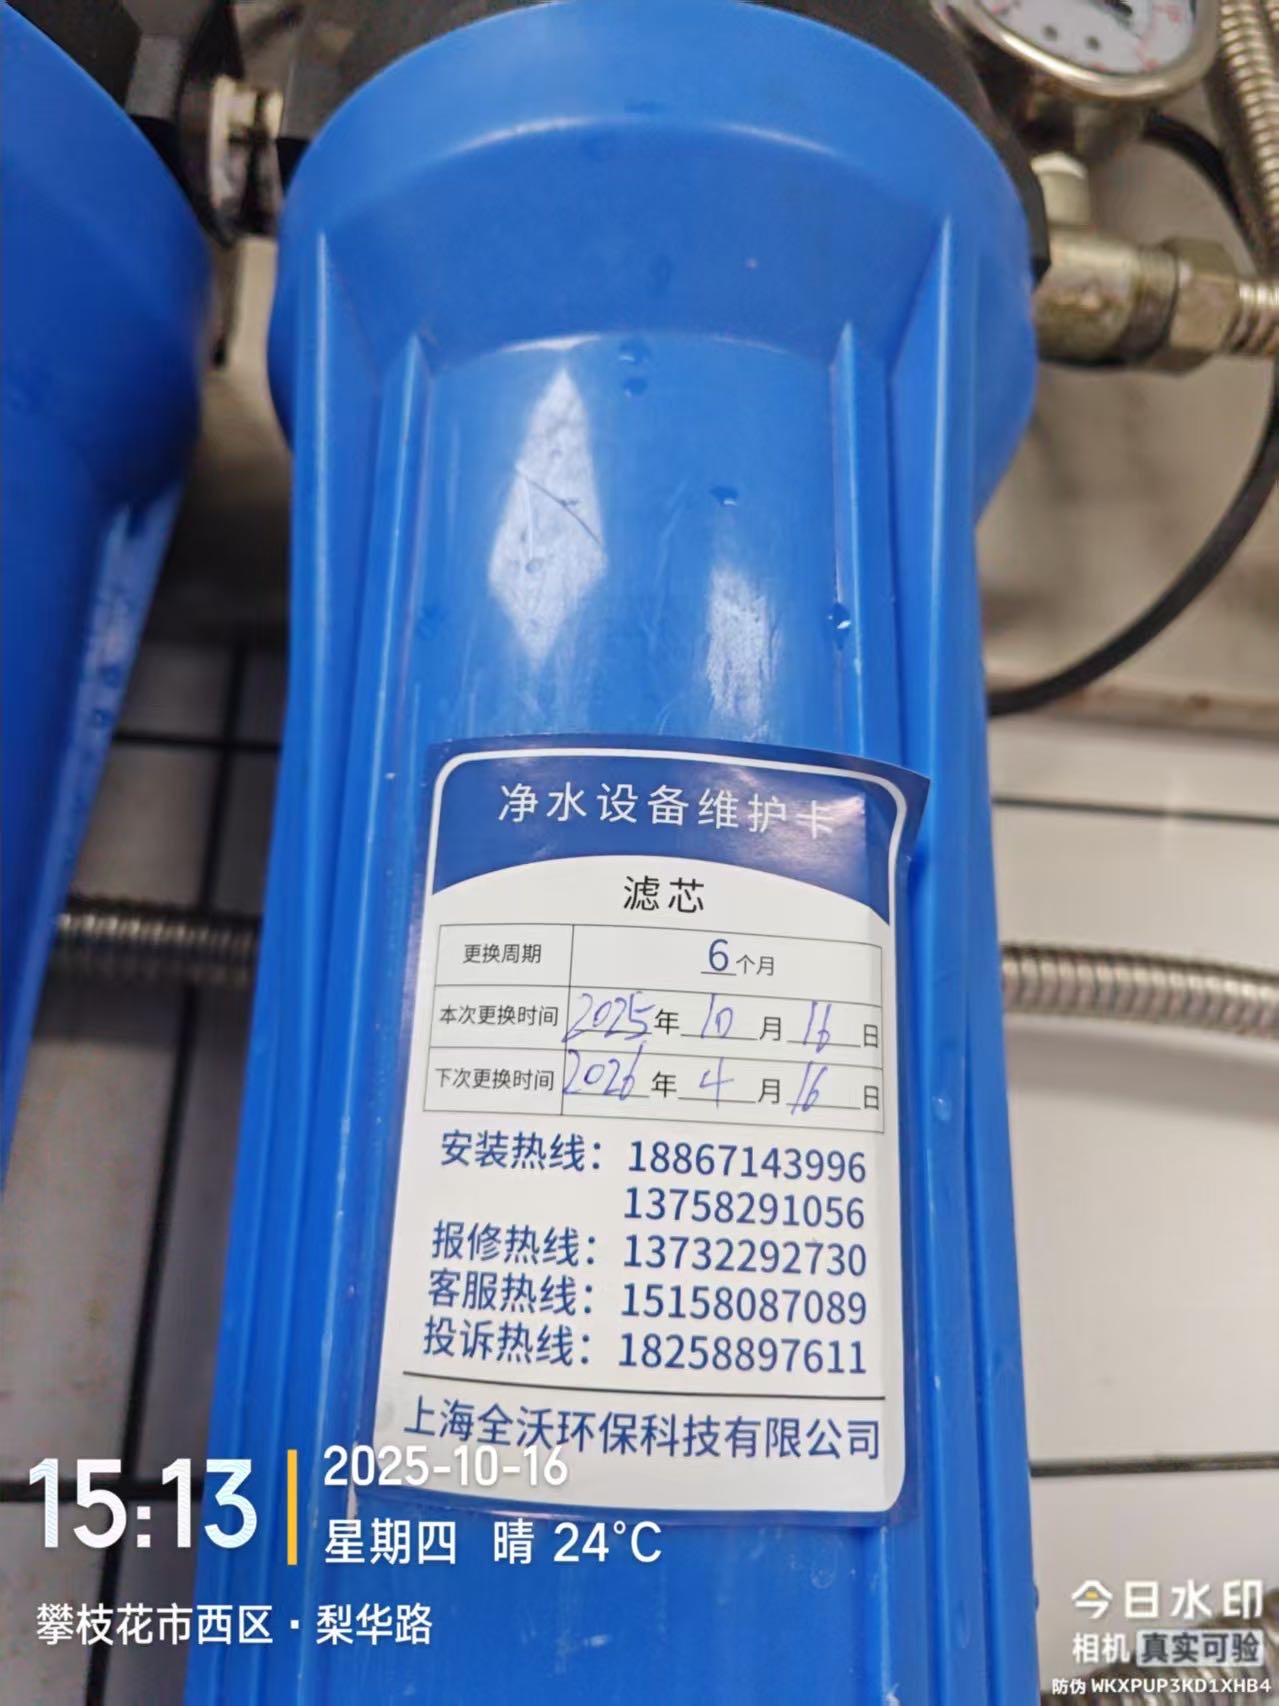 净水设备维护卡
滤芯
更换周期 6个月
本次更换时间 2025年10月16日
下次更换时间 2026年4月16日
安装热线：18867143996
13758291056
报修热线：13732292730
客服热线：15158087089
投诉热线：18258897611
上海全沃环保科技有限公司
15:13
2025-10-16
星期四 晴 24°C
攀枝花市西区·梨华路
今日水印
相机 真实可验
防伪 WKXPUP3KD1XHB4